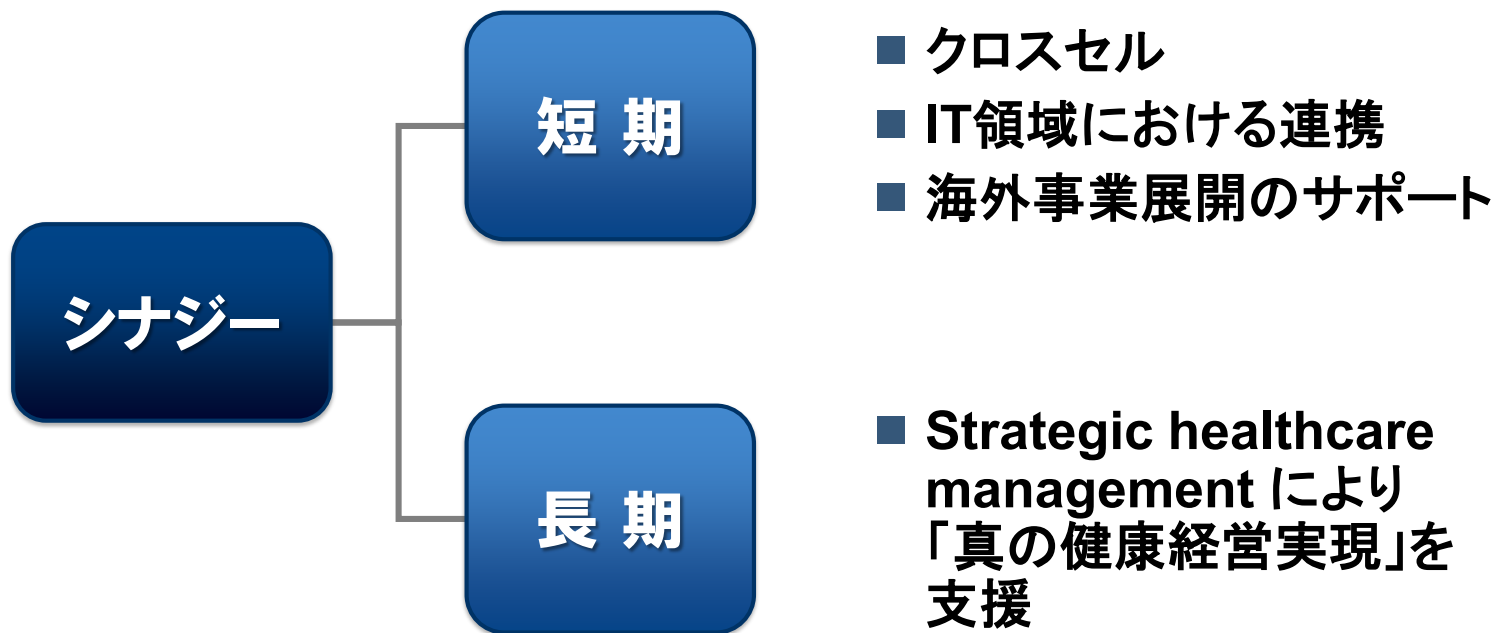 シナジー
短 期
クロスセル
IT領域における連携
海外事業展開のサポート
長 期
Strategic healthcare
management により
「真の健康経営実現」を
支援